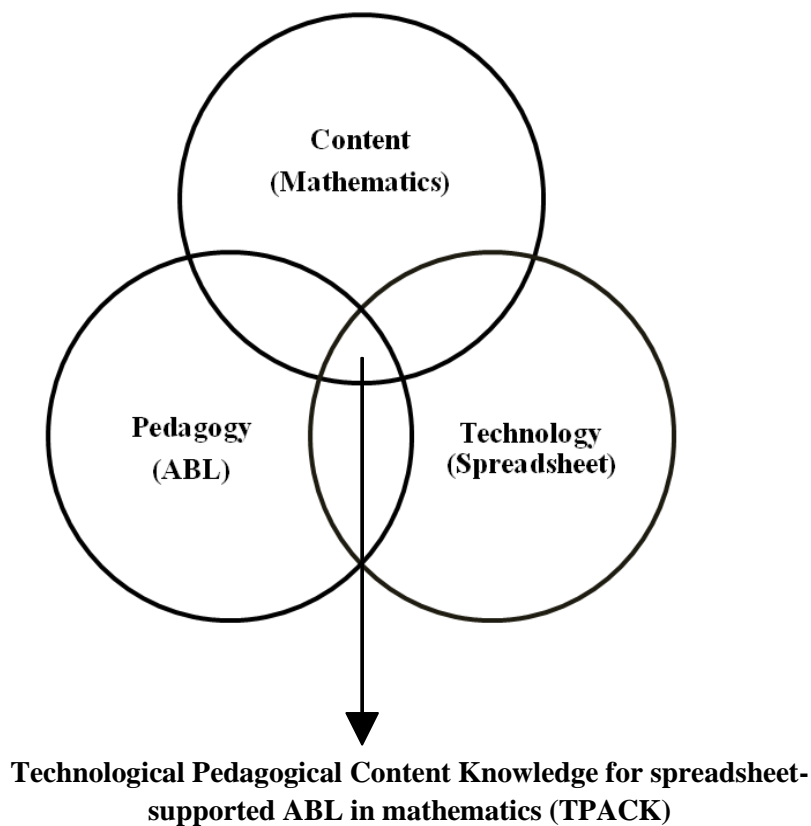 Content
(Mathematics)
Pedagogy
(ABL)
Technology
(Spreadsheet)
Technological Pedagogical Content Knowledge for spreadsheet-
supported ABL in mathematics (TPACK)